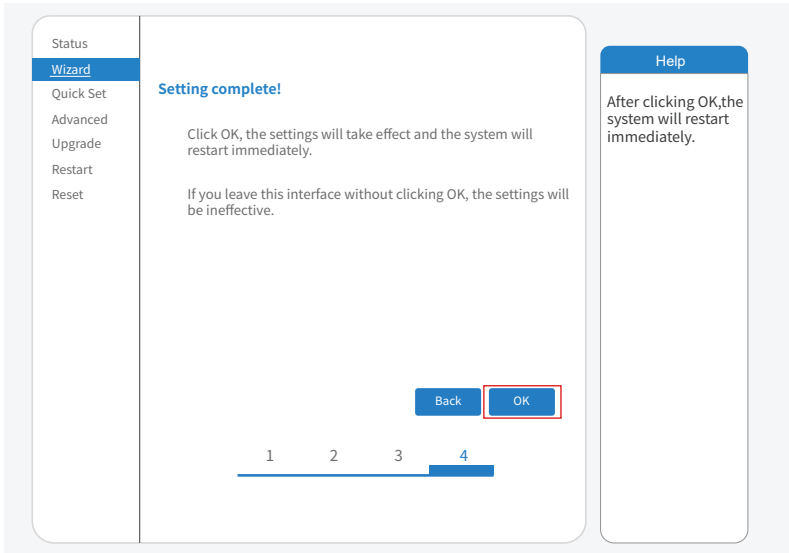 Status
Wizard
Quick Set
Advanced
Upgrade
Restart
Reset
Setting complete!
Click OK, the settings will take effect and the system will
restart immediately.
If you leave this interface without clicking OK, the settings will
be ineffective.
Back
OK
1 2 3 4
Help
After clicking OK,the
system will restart
immediately.